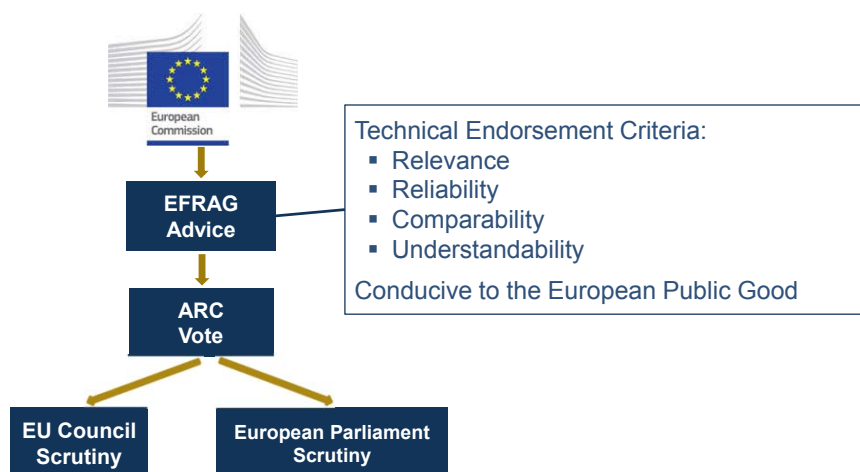 European
Commission
EFRAG
Advice
Technical Endorsement Criteria:
▪ Relevance
▪ Reliability
▪ Comparability
▪ Understandability
Conducive to the European Public Good
ARC
Vote
EU Council
Scrutiny
European Parliament
Scrutiny